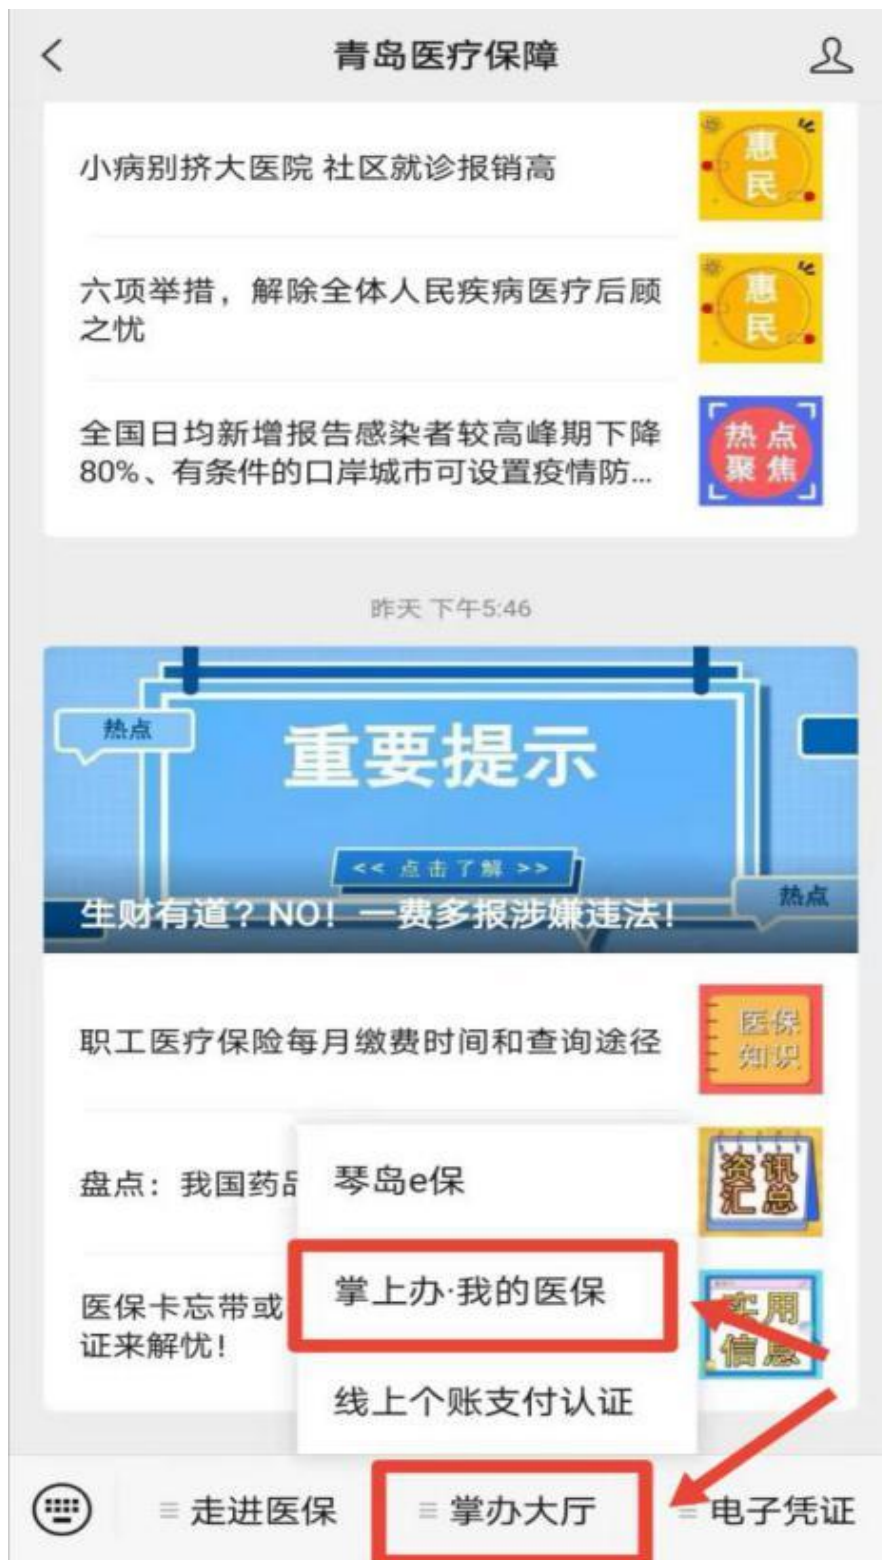 青岛医疗保障
小病别挤大医院 社区就诊报销高
惠
民
六项举措，解除全体人民疾病医疗后顾
之忧
惠
民
全国日均新增报告感染者较高峰期下降
80%、有条件的口岸城市可设置疫情防...
热点
聚焦
昨天 下午5:46
热点
重要提示
<< 点击了解 >>
热点
生财有道？NO！一费多报涉嫌违法！
职工医疗保险每月缴费时间和查询途径
医保
知识
盘点：我国药品
琴岛e保
资讯
汇总
掌上办·我的医保
医保卡忘带或
证来解忧！
实用
信息
线上个账支付认证
走进医保
掌办大厅
电子凭证